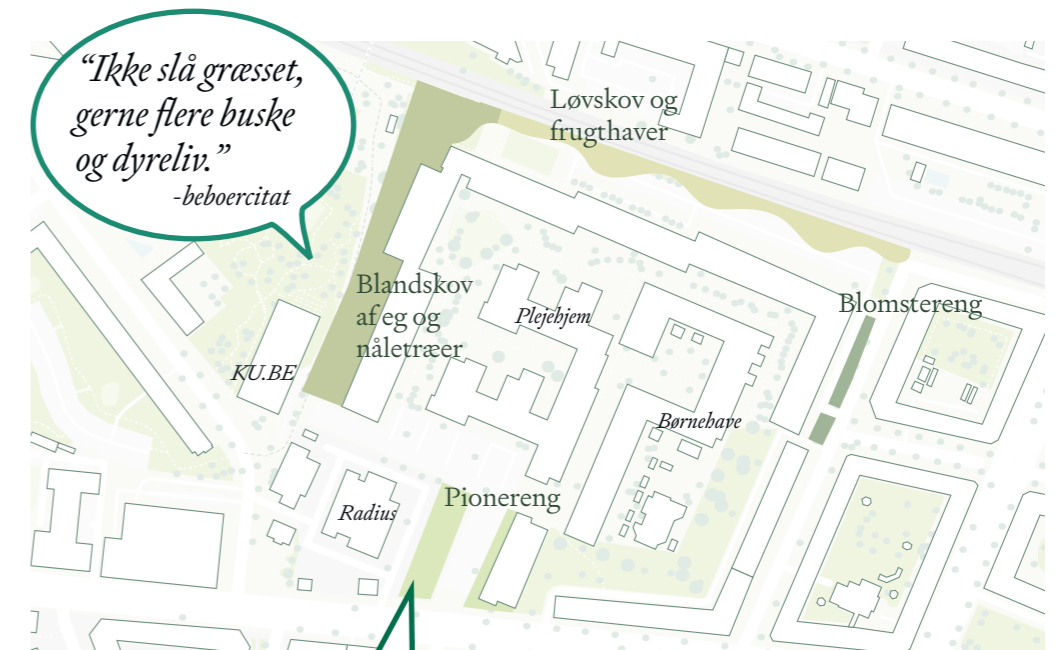 “Ikke slå græsset,
gerne flere buske
og dyreliv.”
-beboercitat
Løvskov og
frugthaver
Blandskov
af eg og
nåletræer
Plejehjem
Blomstereng
KU.BE
Børnehave
Pionereng
Radius